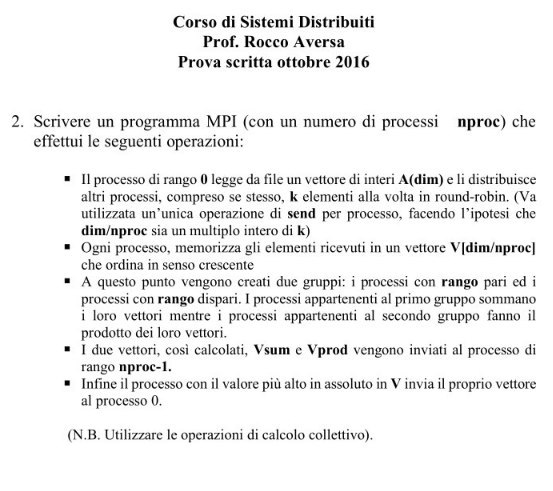 Corso di Sistemi Distribuiti
Prof. Rocco Aversa
Prova scritta ottobre 2016
2. Scrivere un programma MPI (con un numero di processi nproc) che
effettui le seguenti operazioni:
▪ Il processo di rango 0 legge da file un vettore di interi A(dim) e li distribuisce
altri processi, compreso se stesso, k elementi alla volta in round-robin. (Va
utilizzata un'unica operazione di send per processo, facendo l'ipotesi che
dim/nproc sia un multiplo intero di k)
▪ Ogni processo, memorizza gli elementi ricevuti in un vettore V[dim/nproc]
che ordina in senso crescente
▪ A questo punto vengono creati due gruppi: i processi con rango pari ed i
processi con rango dispari. I processi appartenenti al primo gruppo sommano
i loro vettori mentre i processi appartenenti al secondo gruppo fanno il
prodotto dei loro vettori.
▪ I due vettori, così calcolati, Vsum e Vprod vengono inviati al processo di
rango nproc-1.
▪ Infine il processo con il valore più alto in assoluto in V invia il proprio vettore
al processo 0.
(N.B. Utilizzare le operazioni di calcolo collettivo).